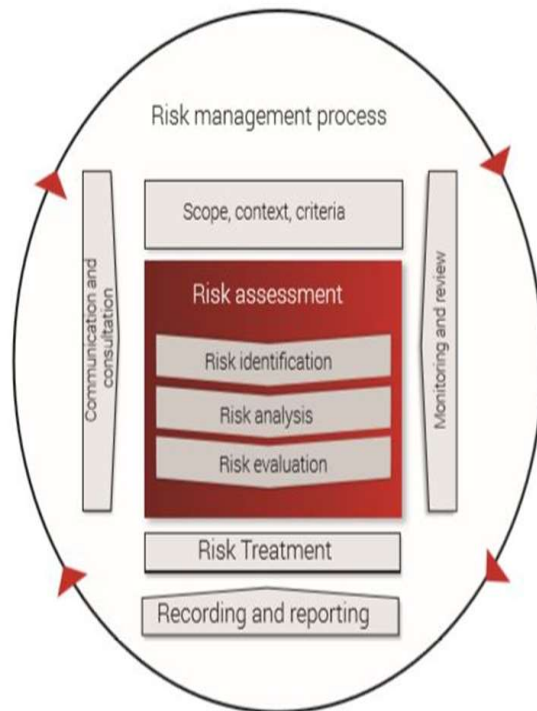 Risk management process
Scope, context, criteria
Communication and
consultation
Risk assessment
Risk identification
Risk analysis
Risk evaluation
Monitoring and review
Risk Treatment
Recording and reporting